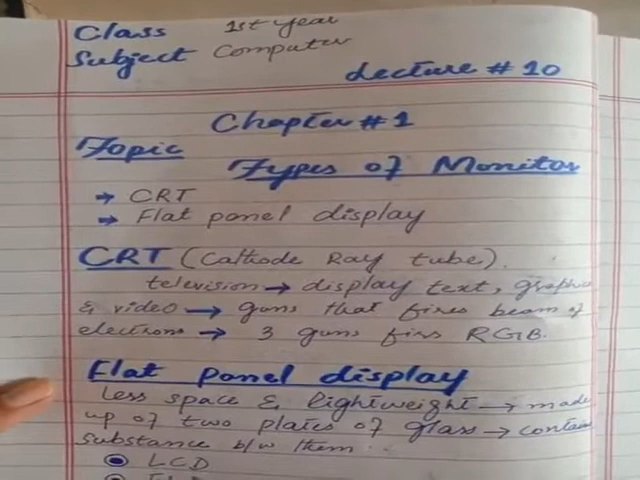 Class 1st year
Subject Computer
Lecture # 10
Chapter # 1
Topic
Types of Monitor
→ CRT
→ Flat panel display
CRT (Cathode Ray tube).
television → display text, graphics
& video → guns that fires beam of
electrons → 3 guns fires RGB.
Flat panel display
Less space & lightweight → made
up of two plates of glass → contains
substance b/w them.
LCD